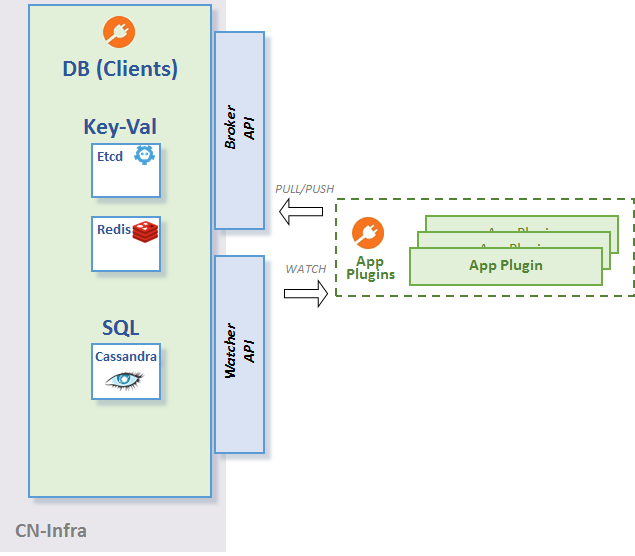 DB (Clients)
Key-Val
Etcd
Redis
SQL
Cassandra
Broker
API
Watcher
API
PULL/PUSH
WATCH
App
Plugins
App Plugin
App Plugin
App Plugin
CN-Infra